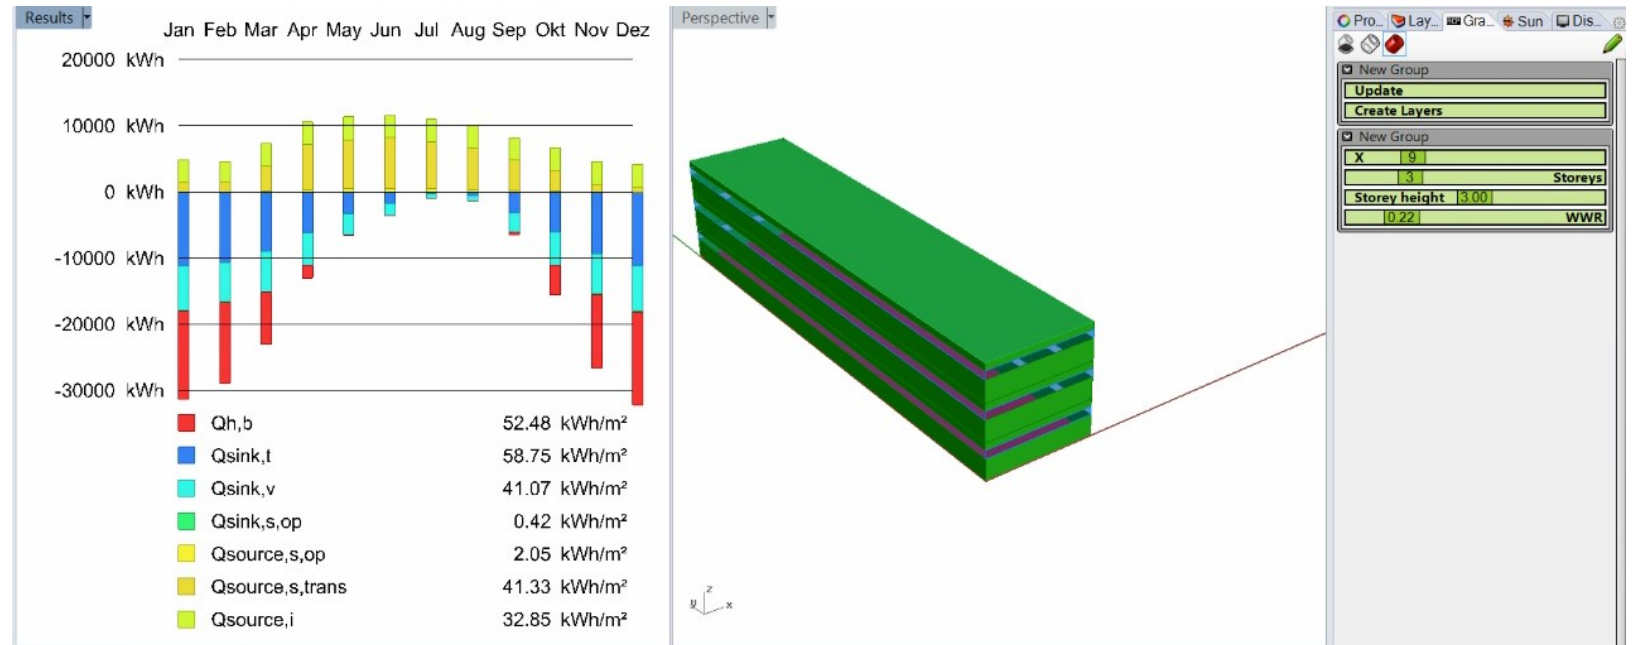 Results
Jan Feb Mar Apr May Jun Jul Aug Sep Okt Nov Dez
20000 kWh
10000 kWh
0 kWh
-10000 kWh
-20000 kWh
-30000 kWh
Qh,b 52.48 kWh/m²
Qsink,t 58.75 kWh/m²
Qsink,v 41.07 kWh/m²
Qsink,s,op 0.42 kWh/m²
Qsource,s,op 2.05 kWh/m²
Qsource,s,trans 41.33 kWh/m²
Qsource,i 32.85 kWh/m²
Perspective
z
y x
Pro... Lay... Gra... Sun Dis...
New Group
Update
Create Layers
New Group
X 9
3 Storeys
Storey height 3.00
0.22 WWR